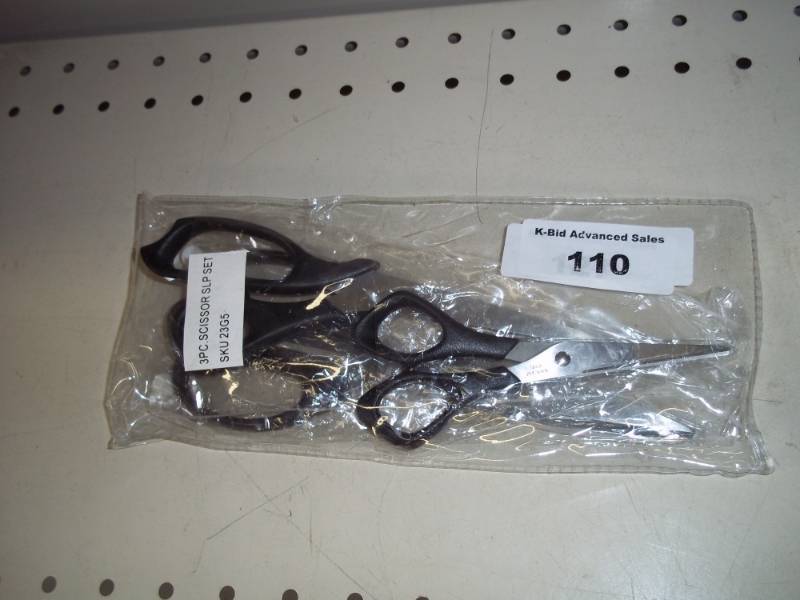 3PC.SCISSOR SLP SET
SKU 23G5
K-Bid Advanced Sales
110